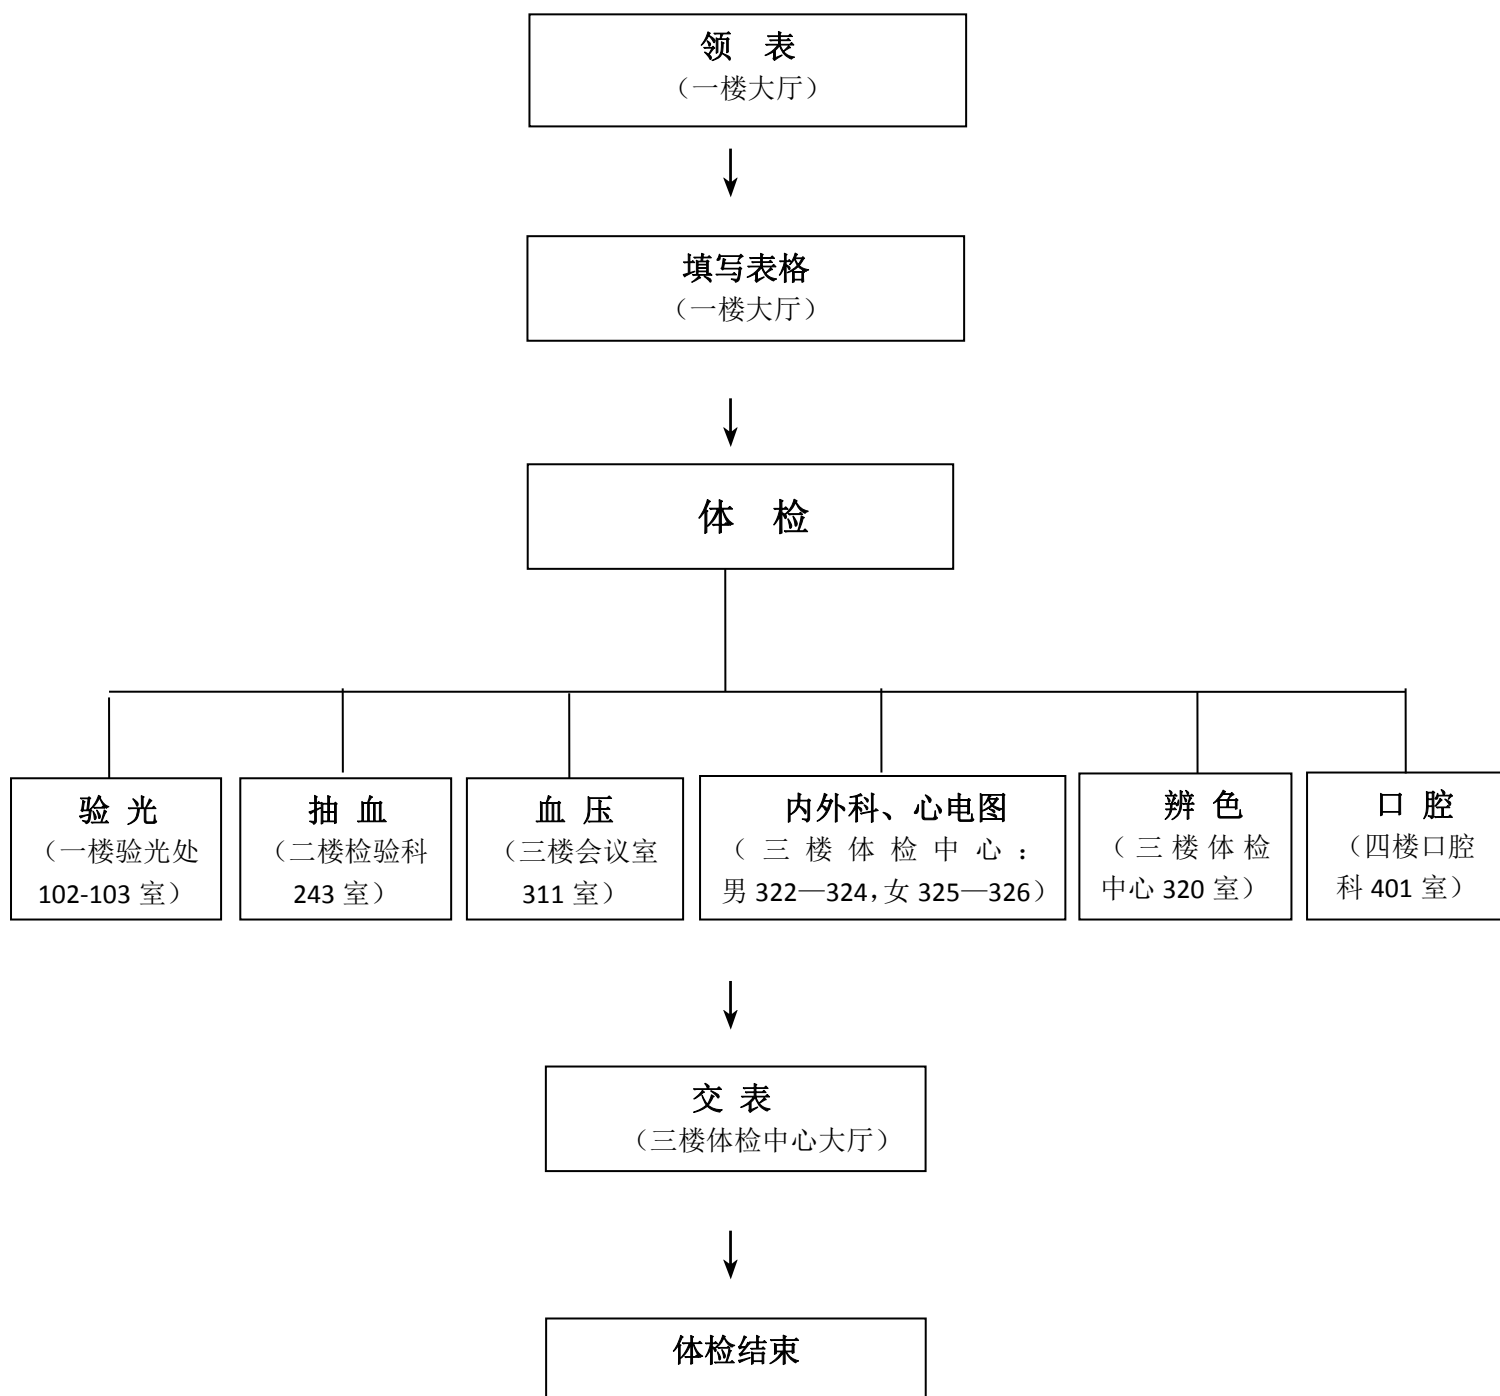 领 表
（一楼大厅）
填写表格
（一楼大厅）
体 检
验 光
（一楼验光处
102-103 室）
抽 血
（二楼检验科
243 室）
血 压
（三楼会议室
311 室）
内外科、心电图
（三楼体检中心：
男 322—324，女 325—326）
辨 色
（三楼体检
中心 320 室）
口 腔
（四楼口腔
科 401 室）
交 表
（三楼体检中心大厅）
体检结束